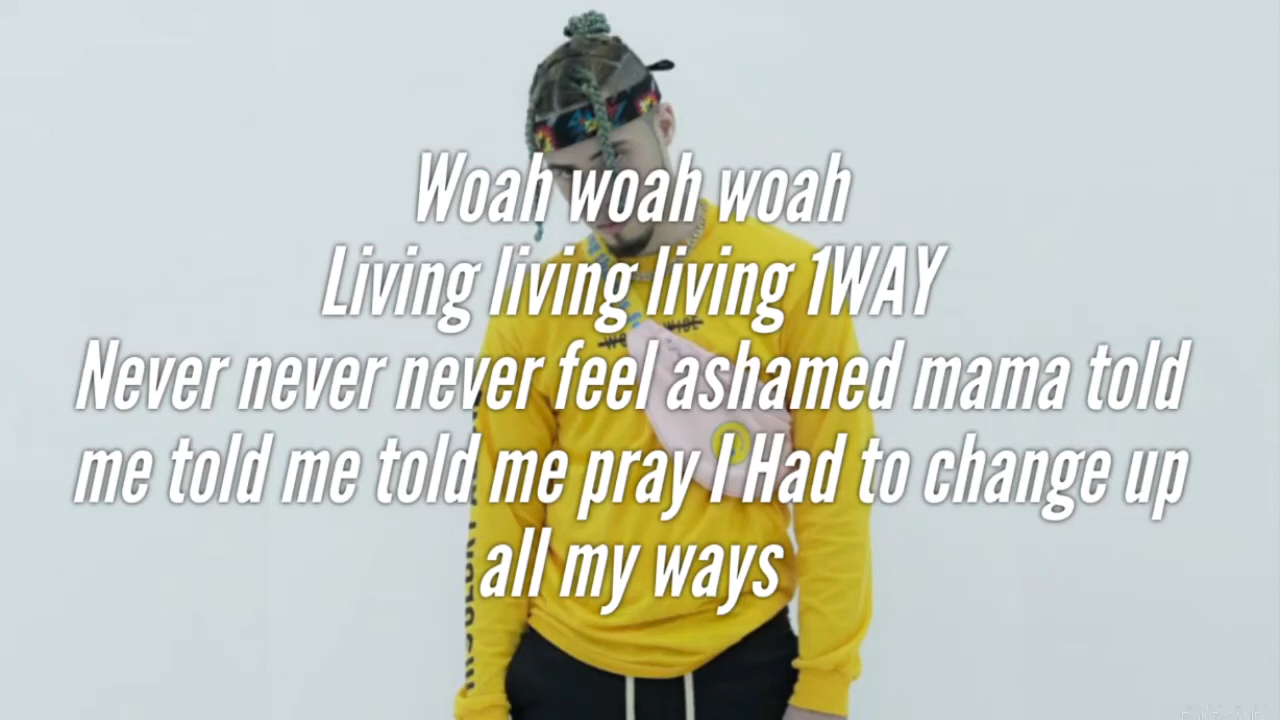 Woah woah woah
Living living living 1WAY
Never never never feel ashamed mama told
me told me told me pray I Had to change up
all my ways